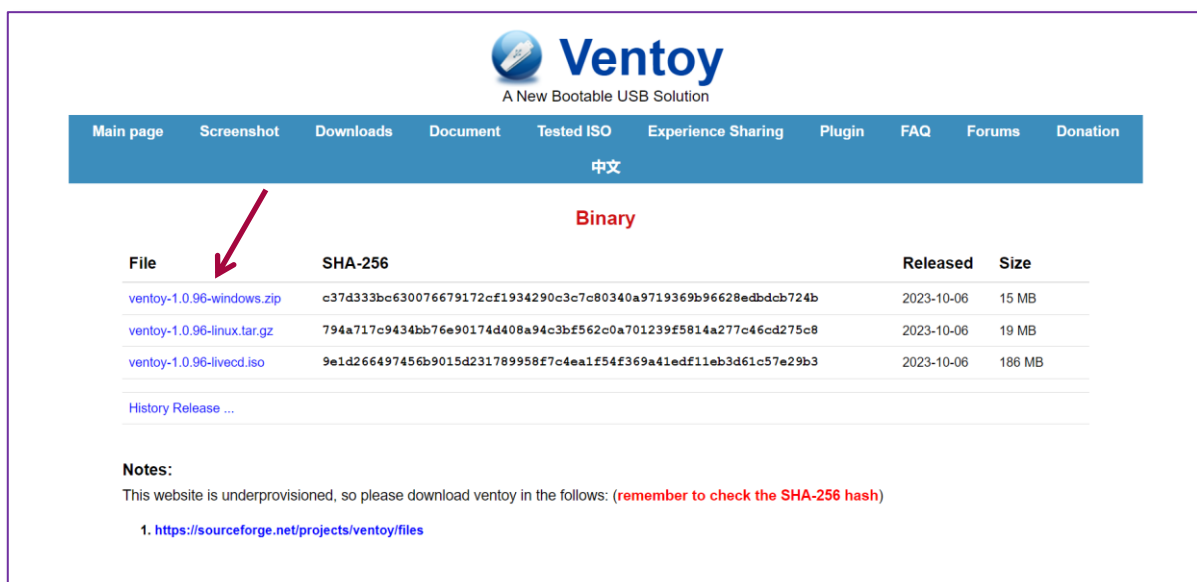 Ventoy
A New Bootable USB Solution
Main page Screenshot Downloads Document Tested ISO Experience Sharing Plugin FAQ Forums Donation
中文
Binary
File SHA-256 Released Size
ventoy-1.0.96-windows.zip c37d333bc630076679172cf1934290c3c7c80340a9719369b96628edbdcb724b 2023-10-06 15 MB
ventoy-1.0.96-linux.tar.gz 794a717c9434bb76e90174d408a94c3bf562c0a701239f5814a277c46cd275c8 2023-10-06 19 MB
ventoy-1.0.96-livecd.iso 9e1d266497456b9015d231789958f7c4ea1f54f369a41edf11eb3d61c57e29b3 2023-10-06 186 MB
History Release ...
Notes:
This website is underprovisioned, so please download ventoy in the follows: (remember to check the SHA-256 hash)
1. https://sourceforge.net/projects/ventoy/files